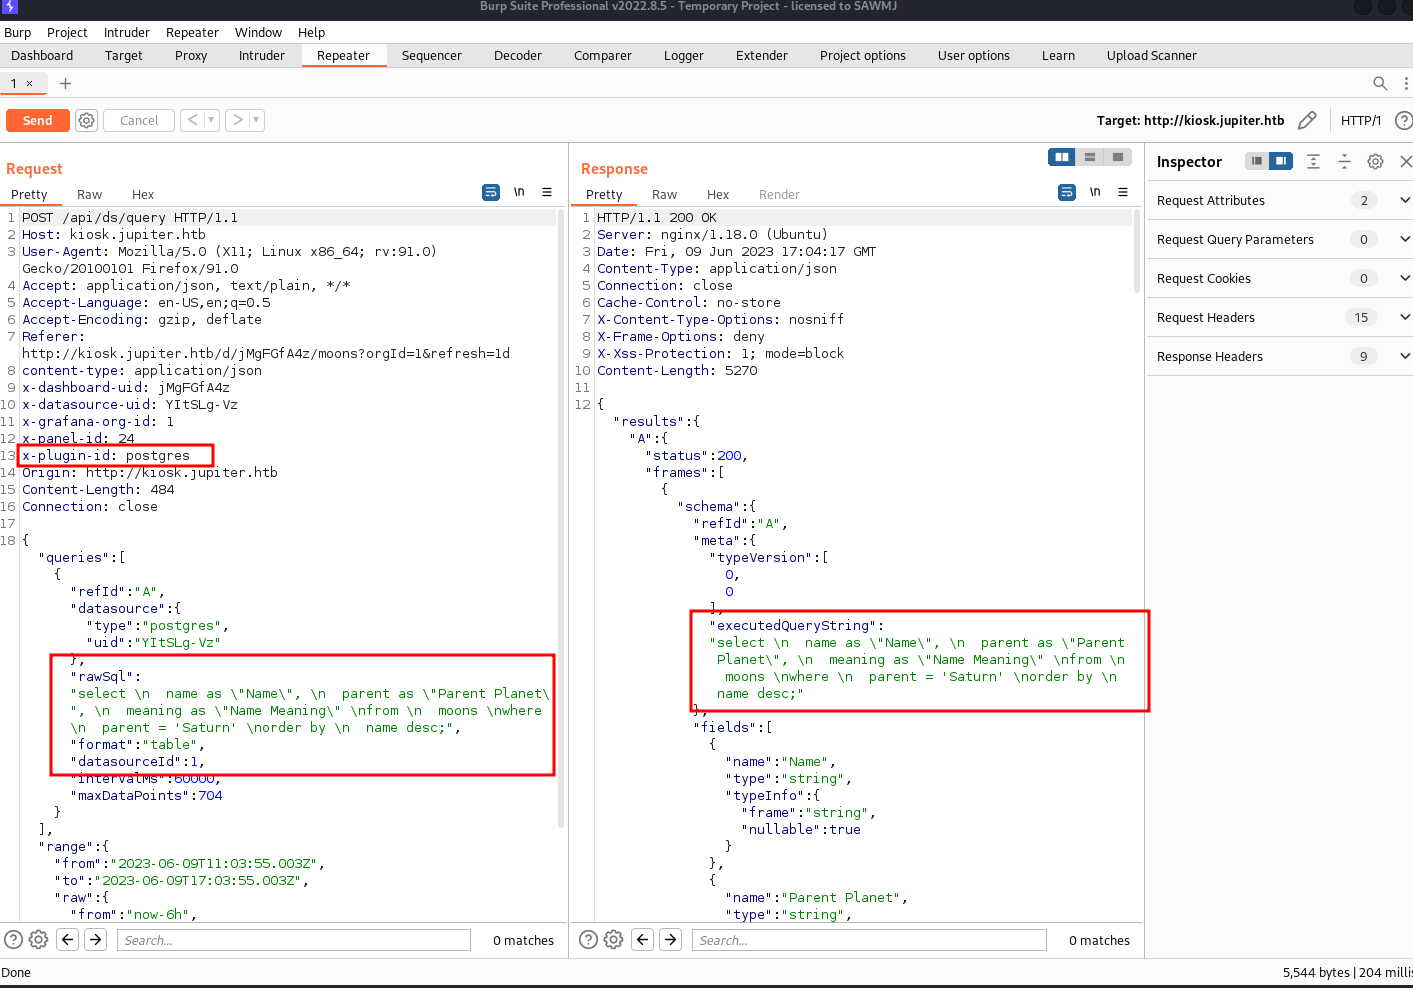 Burp Suite Professional v2022.8.5 - Temporary Project - licensed to SAWMJ
Burp Project Intruder Repeater Window Help
Dashboard Target Proxy Intruder Repeater Sequencer Decoder Comparer Logger Extender Project options User options Learn Upload Scanner
1 × +
Send Cancel < > Target: http://kiosk.jupiter.htb HTTP/1 ?
Request
Pretty Raw Hex \n
1 POST /api/ds/query HTTP/1.1
2 Host: kiosk.jupiter.htb
3 User-Agent: Mozilla/5.0 (X11; Linux x86_64; rv:91.0)
Gecko/20100101 Firefox/91.0
4 Accept: application/json, text/plain, */*
5 Accept-Language: en-US,en;q=0.5
6 Accept-Encoding: gzip, deflate
7 Referer:
http://kiosk.jupiter.htb/d/jMgFGfA4z/moons?orgId=1&refresh=1d
8 content-type: application/json
9 x-dashboard-uid: jMgFGfA4z
10 x-datasource-uid: YItSLg-Vz
11 x-grafana-org-id: 1
12 x-panel-id: 24
13 x-plugin-id: postgres
14 Origin: http://kiosk.jupiter.htb
15 Content-Length: 484
16 Connection: close
17
18 {
"queries":[
{
"refId":"A",
"datasource":{
"type":"postgres",
"uid":"YItSLg-Vz"
},
"rawSql":
"select \n  name as \"Name\", \n  parent as \"Parent Planet\
", \n  meaning as \"Name Meaning\" \nfrom \n  moons \nwhere
\n  parent = 'Saturn' \norder by \n  name desc;",
"format":"table",
"datasourceId":1,
"intervalMs":60000,
"maxDataPoints":704
}
],
"range":{
"from":"2023-06-09T11:03:55.003Z",
"to":"2023-06-09T17:03:55.003Z",
"raw":{
"from":"now-6h",
? Search... 0 matches
Response
Pretty Raw Hex Render \n
1 HTTP/1.1 200 OK
2 Server: nginx/1.18.0 (Ubuntu)
3 Date: Fri, 09 Jun 2023 17:04:17 GMT
4 Content-Type: application/json
5 Connection: close
6 Cache-Control: no-store
7 X-Content-Type-Options: nosniff
8 X-Frame-Options: deny
9 X-Xss-Protection: 1; mode=block
10 Content-Length: 5270
11
12 {
"results":{
"A":{
"status":200,
"frames":[
{
"schema":{
"refId":"A",
"meta":{
"typeVersion":[
0,
0
],
"executedQueryString":
"select \n  name as \"Name\", \n  parent as \"Parent
Planet\", \n  meaning as \"Name Meaning\" \nfrom \n
moons \nwhere \n  parent = 'Saturn' \norder by \n
name desc;"
},
"fields":[
{
"name":"Name",
"type":"string",
"typeInfo":{
"frame":"string",
"nullable":true
}
},
{
"name":"Parent Planet",
"type":"string",
? Search... 0 matches
Inspector
Request Attributes 2
Request Query Parameters 0
Request Cookies 0
Request Headers 15
Response Headers 9
Done 5,544 bytes | 204 millis